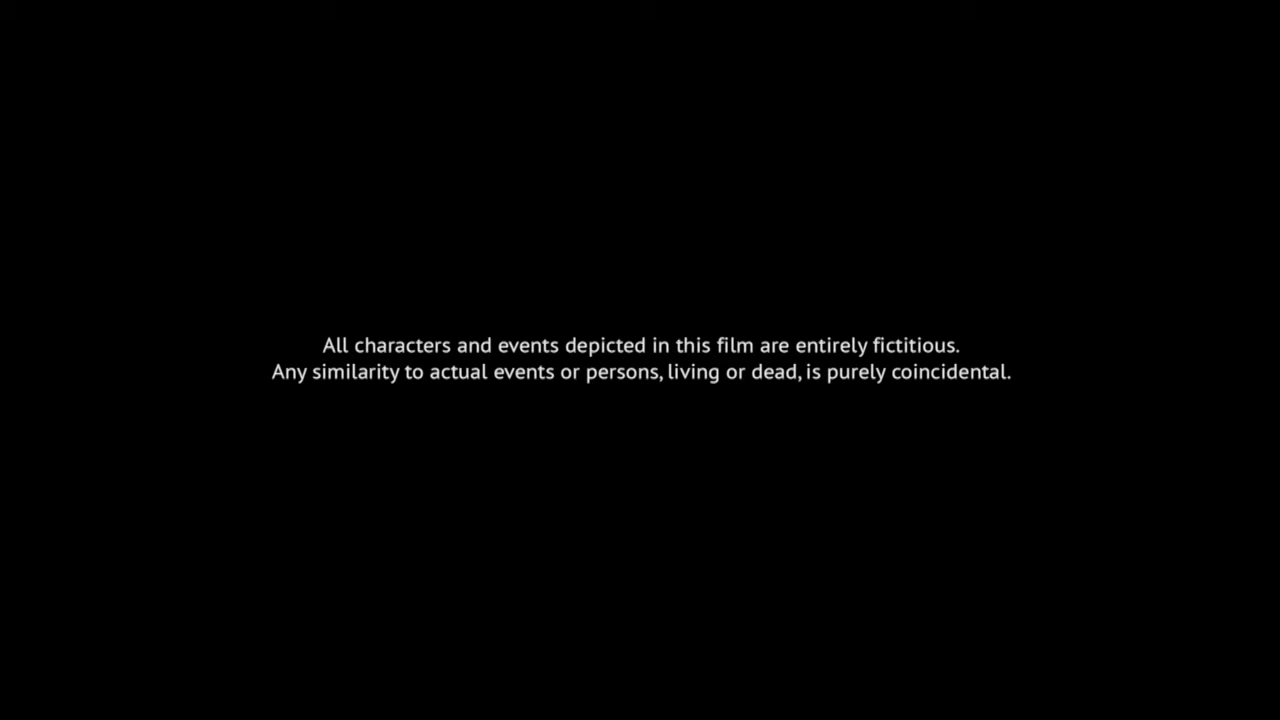 All characters and events depicted in this film are entirely fictitious.
Any similarity to actual events or persons, living or dead, is purely coincidental.